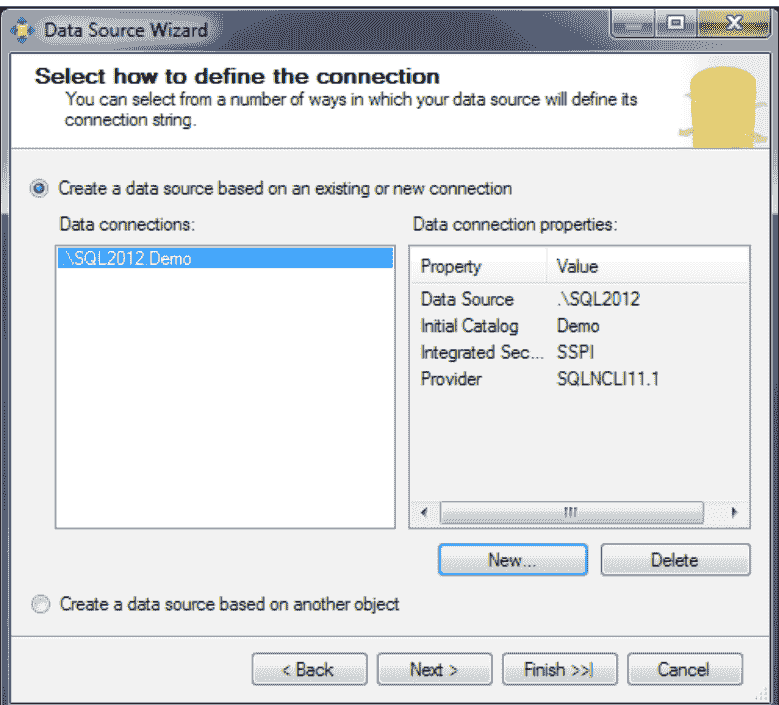 Data Source Wizard
Select how to define the connection
You can select from a number of ways in which your data source will define its
connection string.
Create a data source based on an existing or new connection
Data connections:
Data connection properties:
.\SQL2012.Demo
Property Value
Data Source .\SQL2012
Initial Catalog Demo
Integrated Sec... SSPI
Provider SQLNCLI11.1
New... Delete
Create a data source based on another object
< Back Next > Finish >>| Cancel